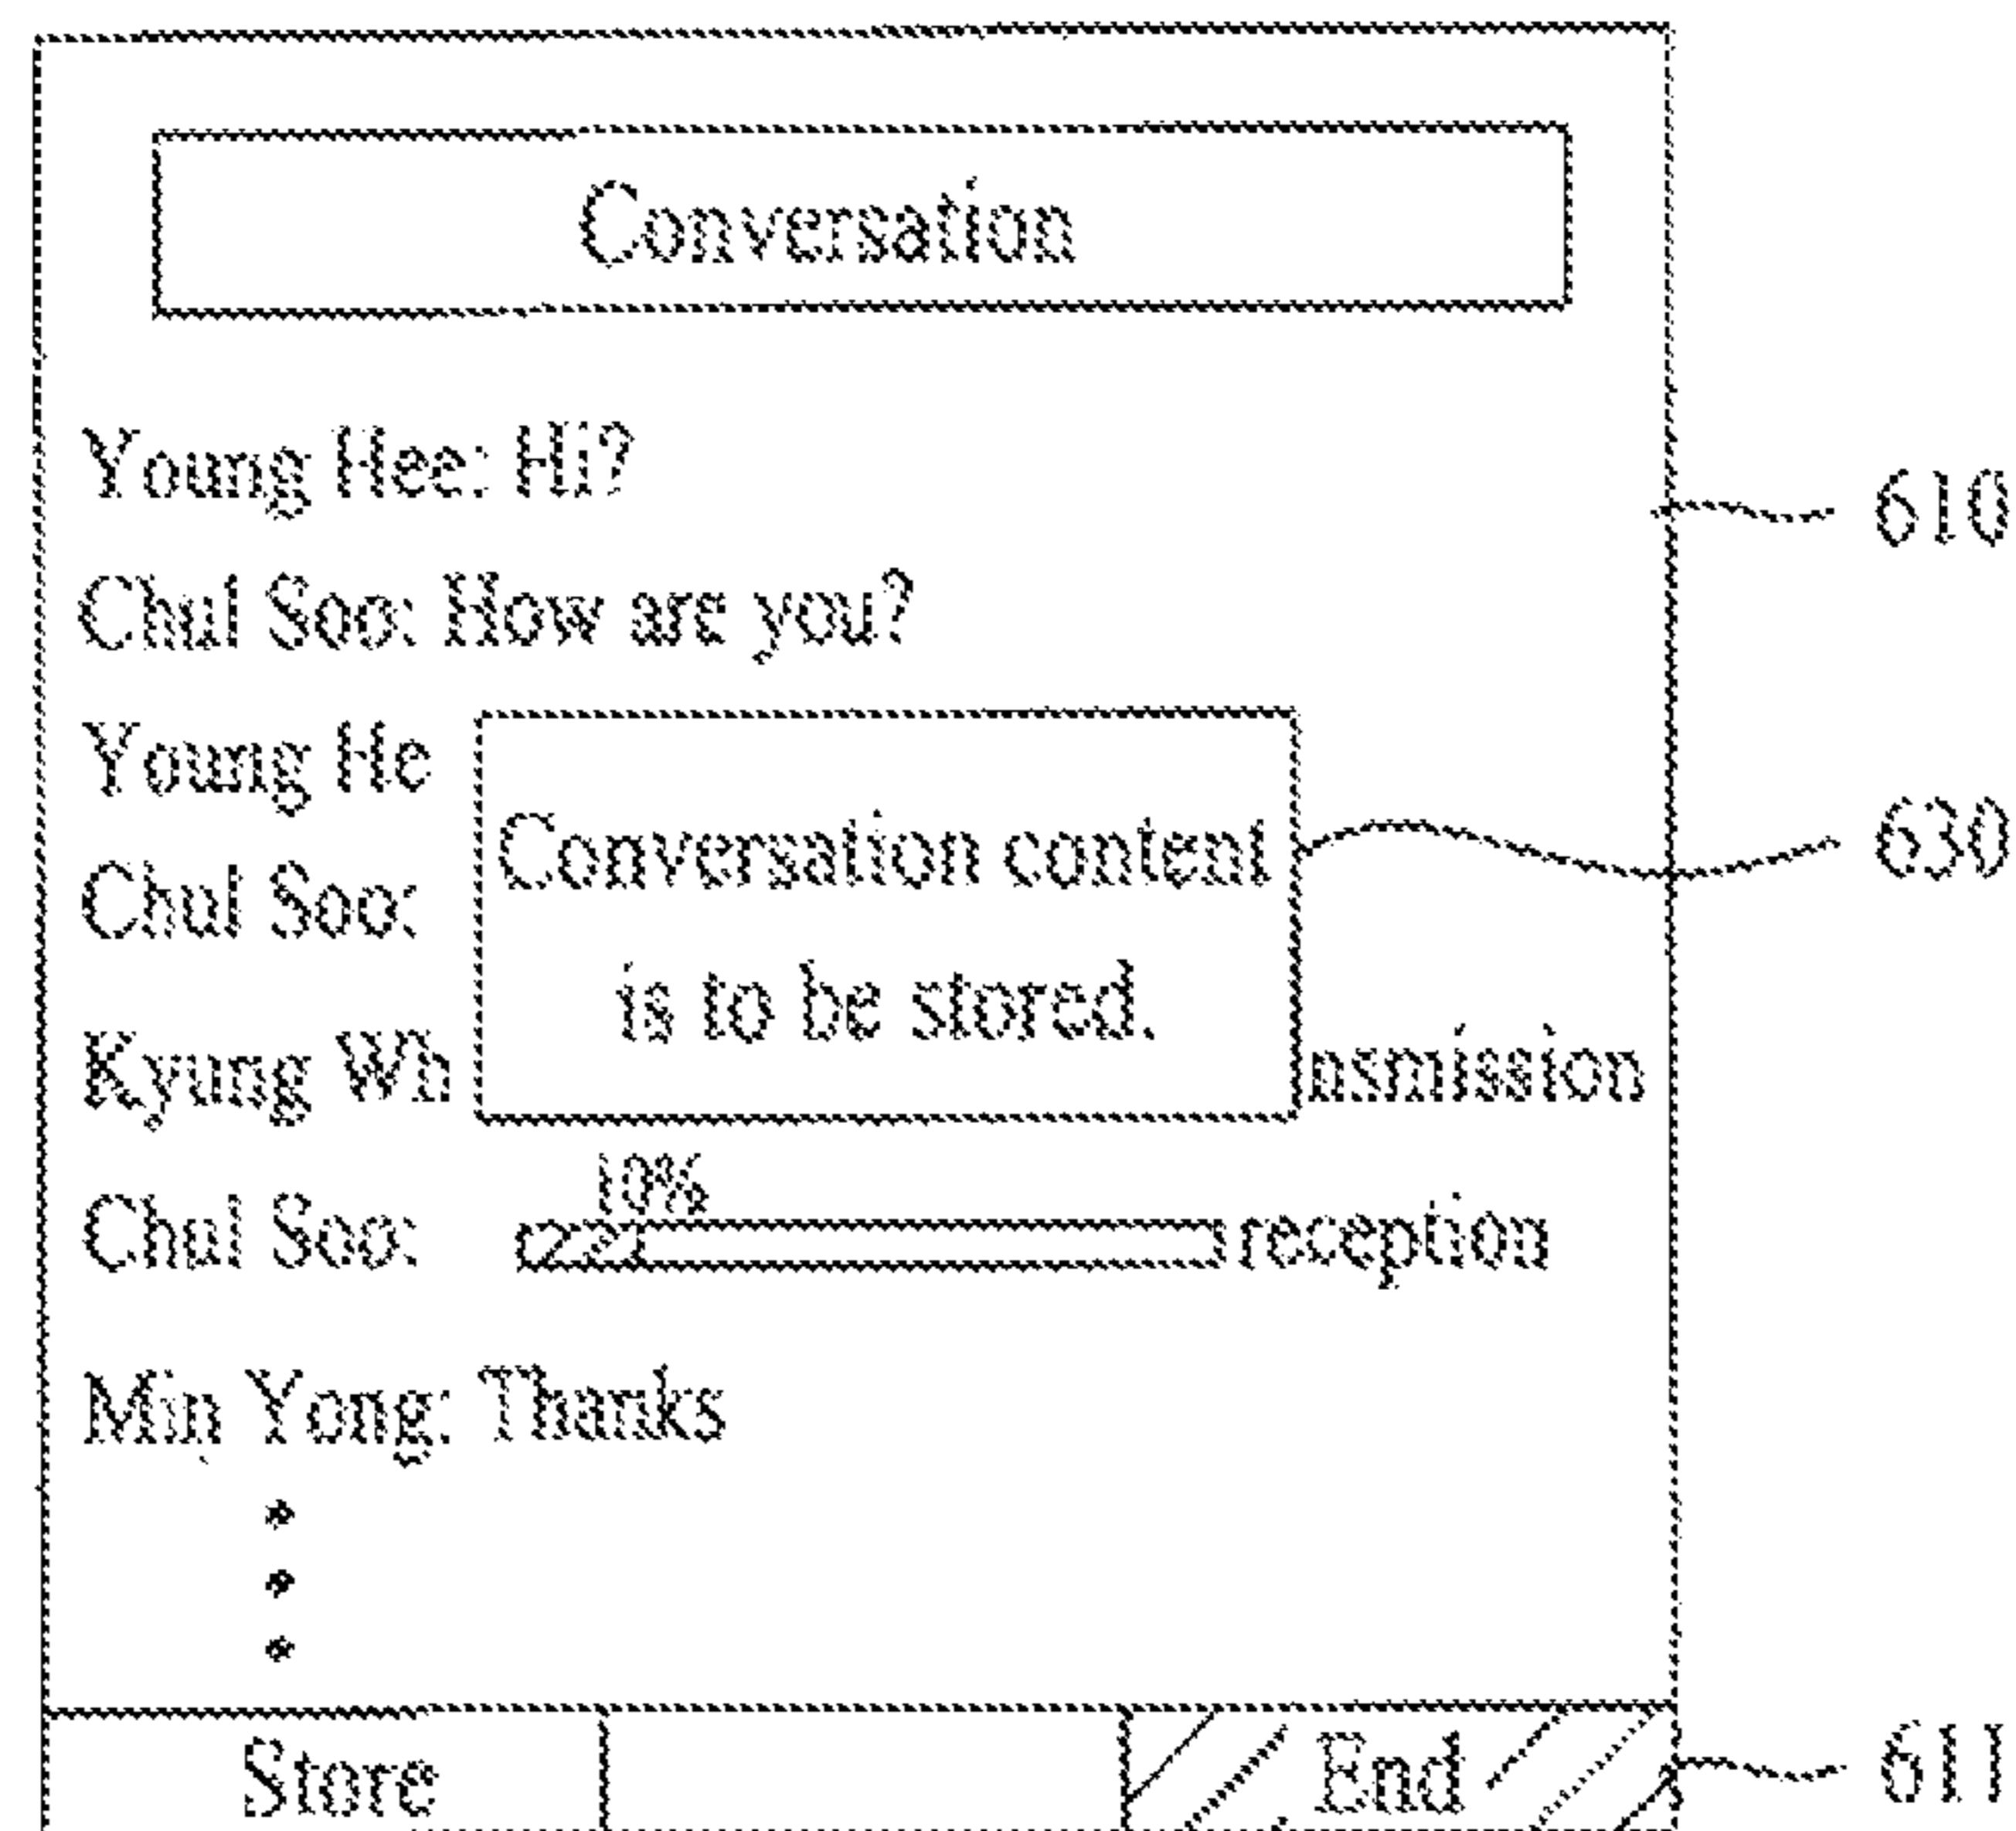 Conversation
Young Hee: Hi?
610
Chul Soo: How are you?
Young He
Conversation content
630
Chul Soo:
is to be stored.
Kyung Wh
nsmission
10%
Chul Soo:
reception
Min Yong: Thanks
Store
End
611